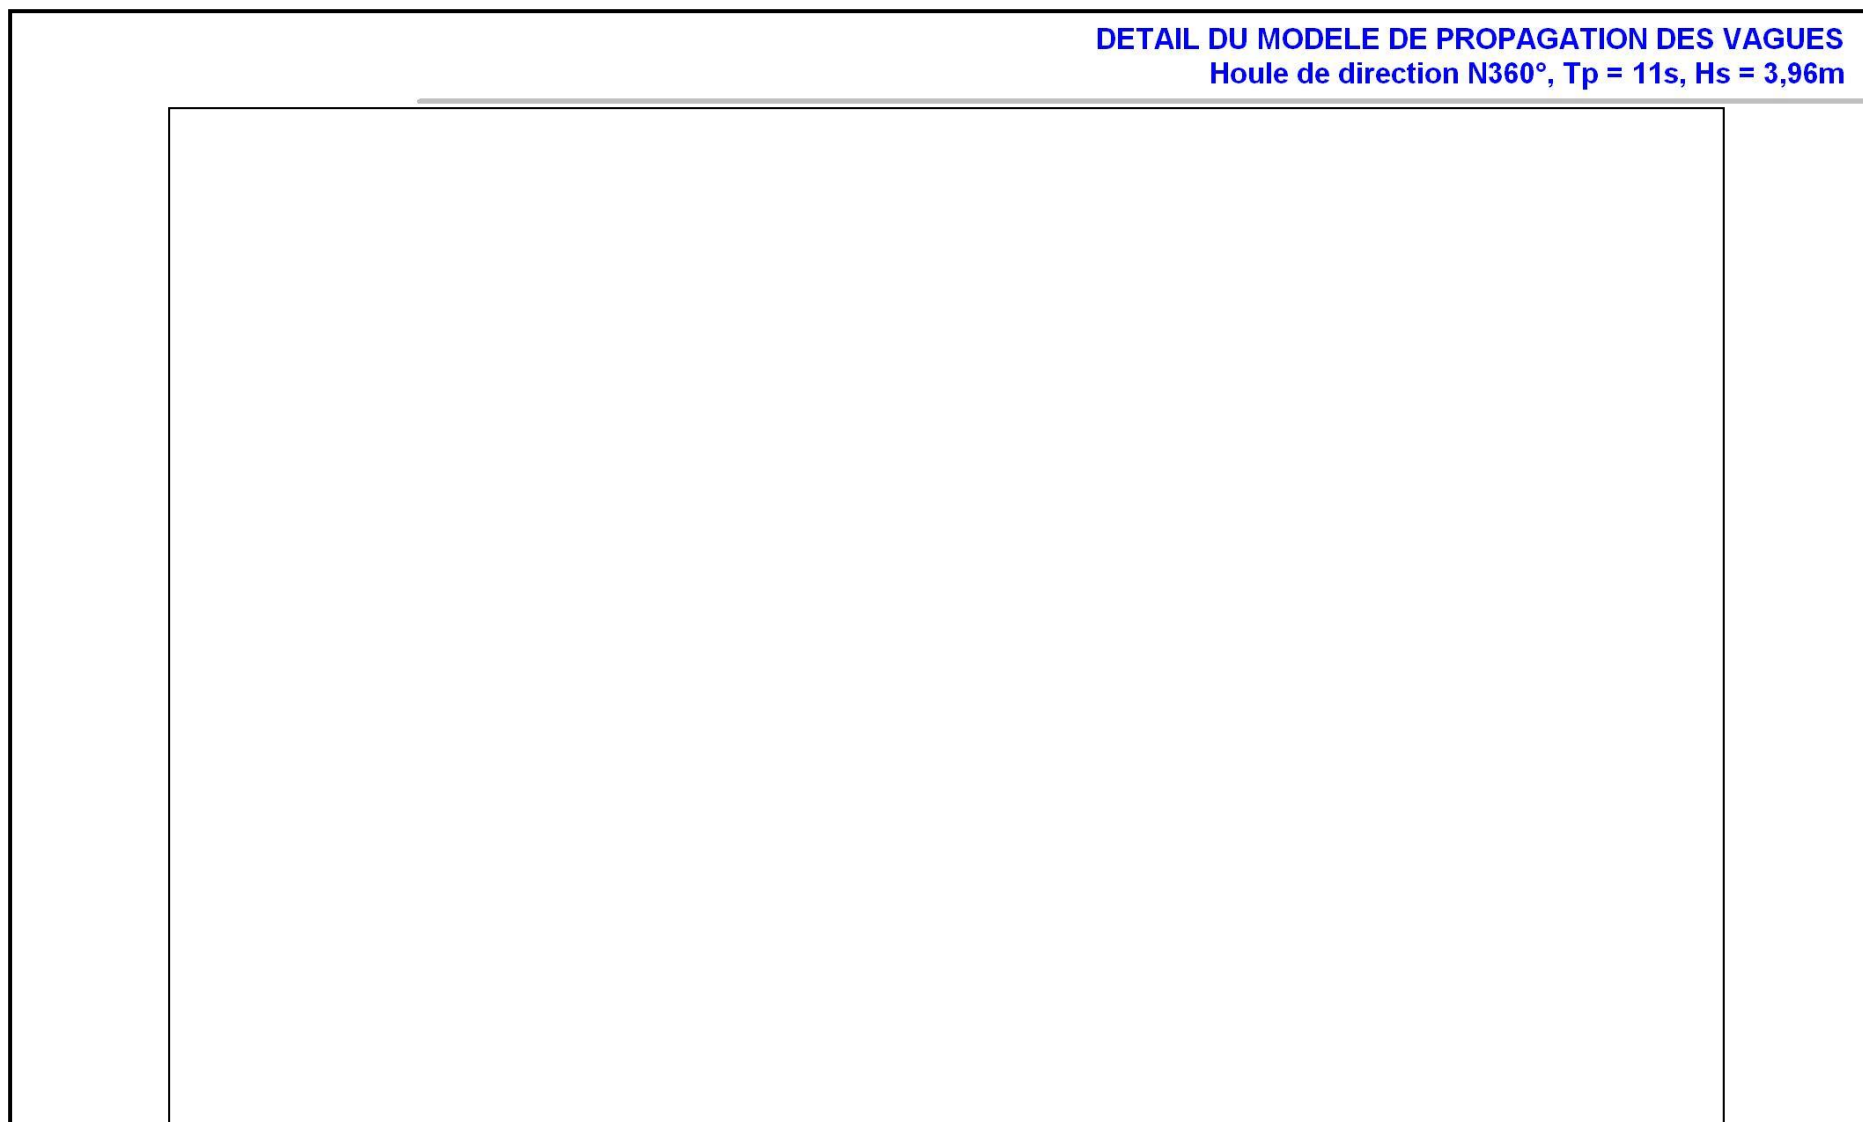 DETAIL DU MODELE DE PROPAGATION DES VAGUES
Houle de direction N360°, Tp = 11s, Hs = 3,96m